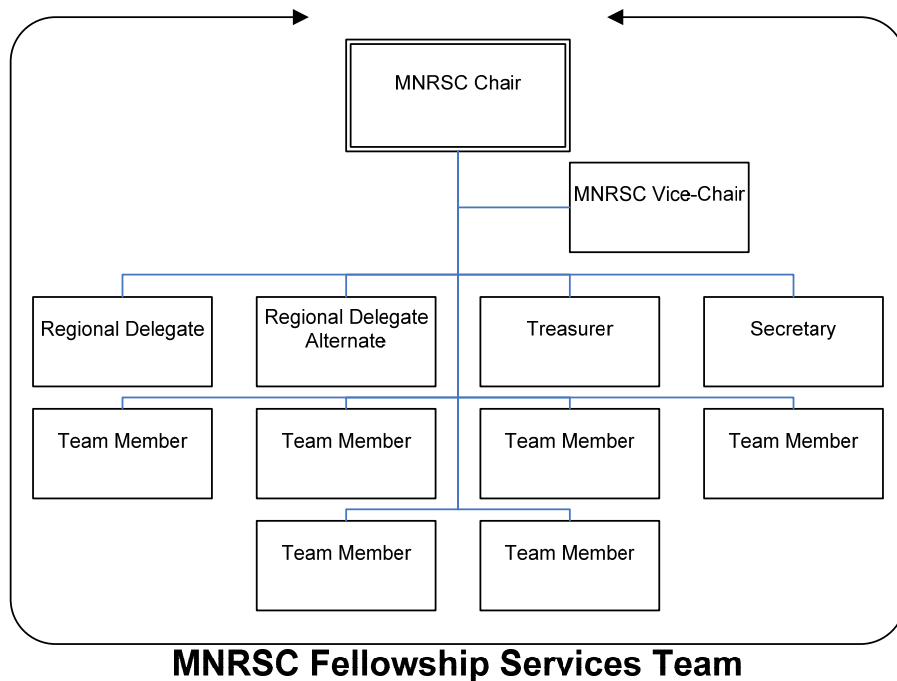 MNRSC Chair
MNRSC Vice-Chair
Regional Delegate
Regional Delegate
Alternate
Treasurer
Secretary
Team Member
Team Member
Team Member
Team Member
Team Member
Team Member
MNRSC Fellowship Services Team